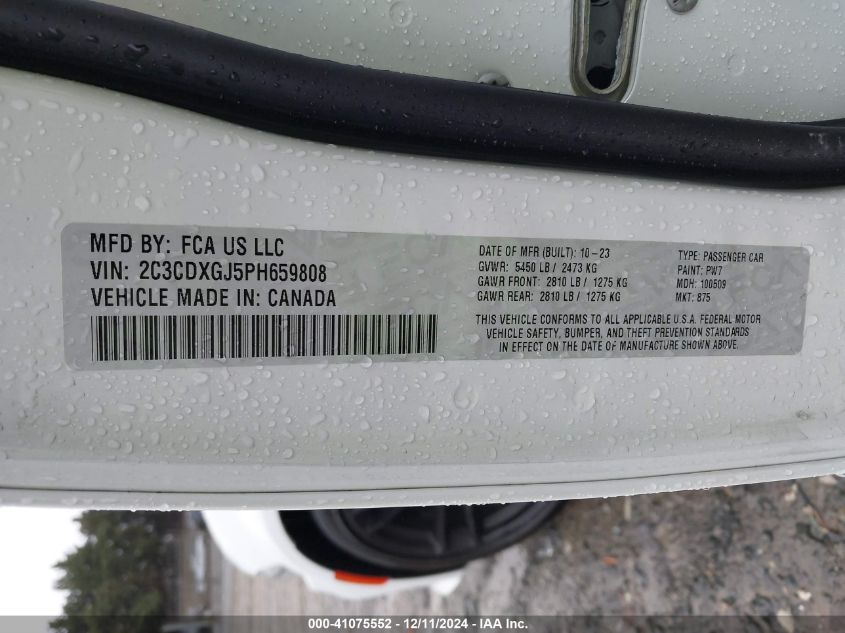 MFD BY: FCA US LLC
VIN: 2C3CDXGJ5PH659808
VEHICLE MADE IN: CANADA
DATE OF MFR (BUILT): 10-23
GVWR: 5450 LB / 2473 KG
GAWR FRONT: 2810 LB / 1275 KG
GAWR REAR: 2810 LB / 1275 KG
TYPE: PASSENGER CAR
PAINT: PW7
MDH: 100509
MKT: 875
THIS VEHICLE CONFORMS TO ALL APPLICABLE U.S.A. FEDERAL MOTOR
VEHICLE SAFETY, BUMPER, AND THEFT PREVENTION STANDARDS
IN EFFECT ON THE DATE OF MANUFACTURE SHOWN ABOVE.
000-41075552 - 12/11/2024 - IAA Inc.